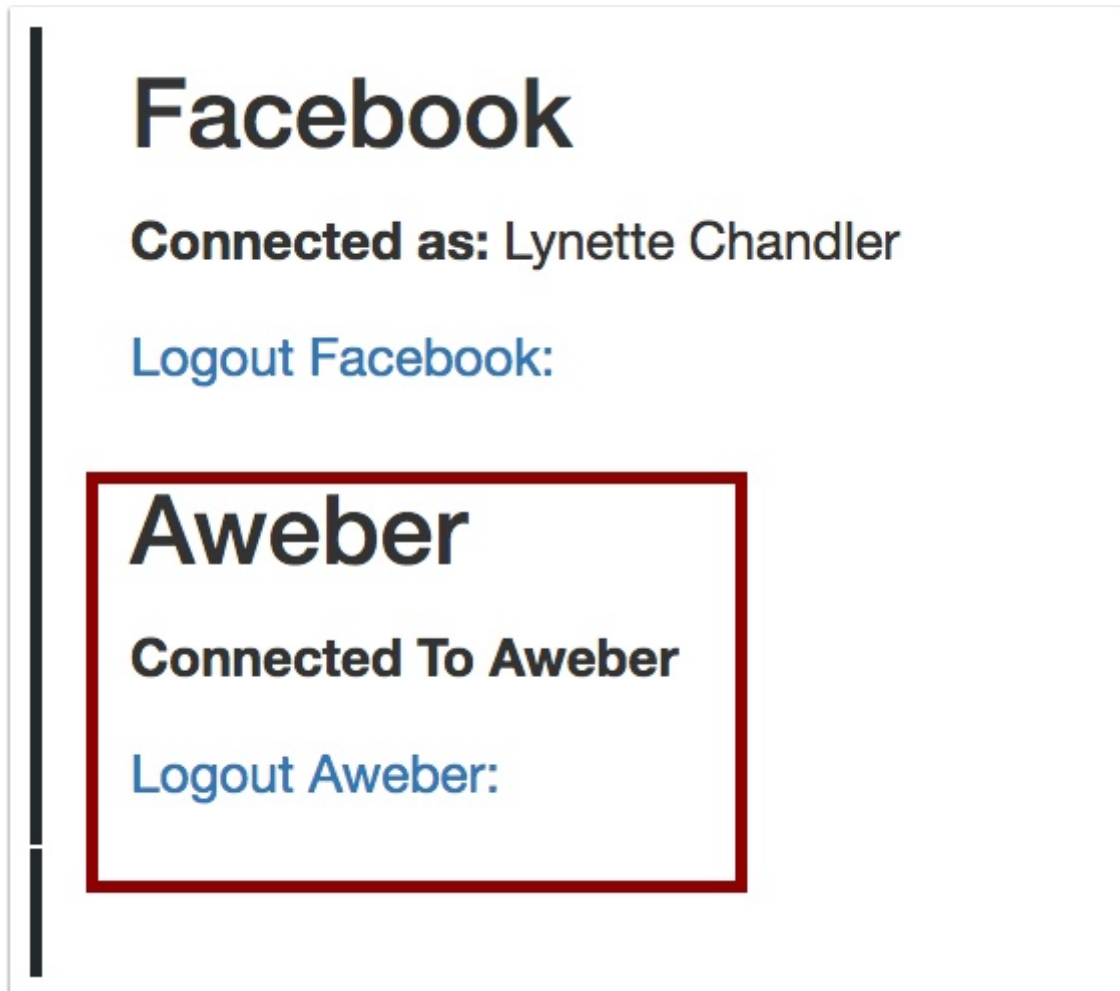 Facebook
Connected as: Lynette Chandler
Logout Facebook:
Aweber
Connected To Aweber
Logout Aweber: